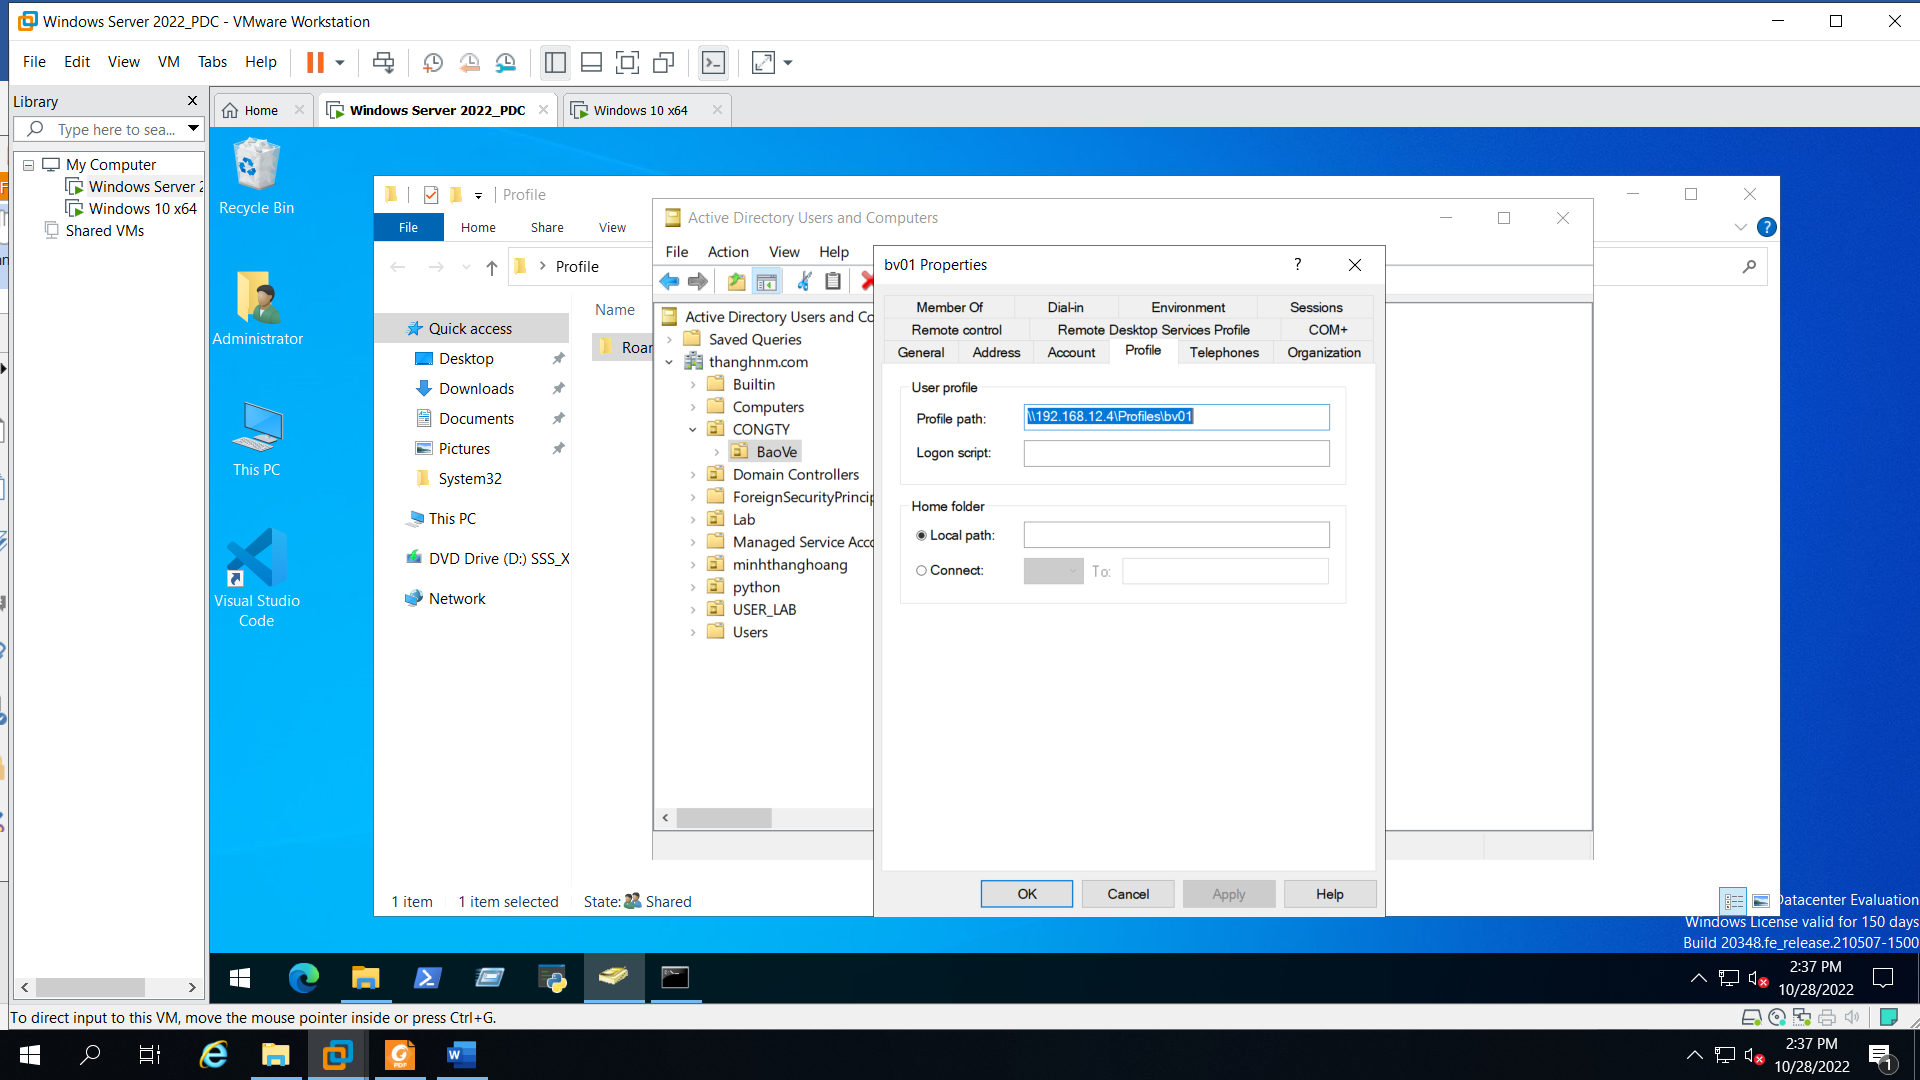 Windows Server 2022_PDC - VMware Workstation
File Edit View VM Tabs Help
Library
Type here to sea...
My Computer
Windows Server 2
Windows 10 x64
Shared VMs
Home
Windows Server 2022_PDC
Windows 10 x64
Recycle Bin
Administrator
This PC
Visual Studio
Code
Profile
File Home Share View
Profile
Name
Quick access
Desktop
Downloads
Documents
Pictures
System32
This PC
DVD Drive (D:) SSS_X
Network
Roar
1 item 1 item selected State: Shared
Active Directory Users and Computers
File Action View Help
Active Directory Users and Co
Saved Queries
thanghnm.com
Builtin
Computers
CONGTY
BaoVe
Domain Controllers
ForeignSecurityPrincip
Lab
Managed Service Acco
minhthanghoang
python
USER_LAB
Users
bv01 Properties
?
Member Of Dial-in Environment Sessions
Remote control Remote Desktop Services Profile COM+
General Address Account Profile Telephones Organization
User profile
Profile path: \\192.168.12.4\Profiles\bv01
Logon script:
Home folder
Local path:
Connect: To:
OK Cancel Apply Help
Datacenter Evaluation
Windows License valid for 150 days
Build 20348.fe_release.210507-1500
2:37 PM
10/28/2022
To direct input to this VM, move the mouse pointer inside or press Ctrl+G.
2:37 PM
10/28/2022
1